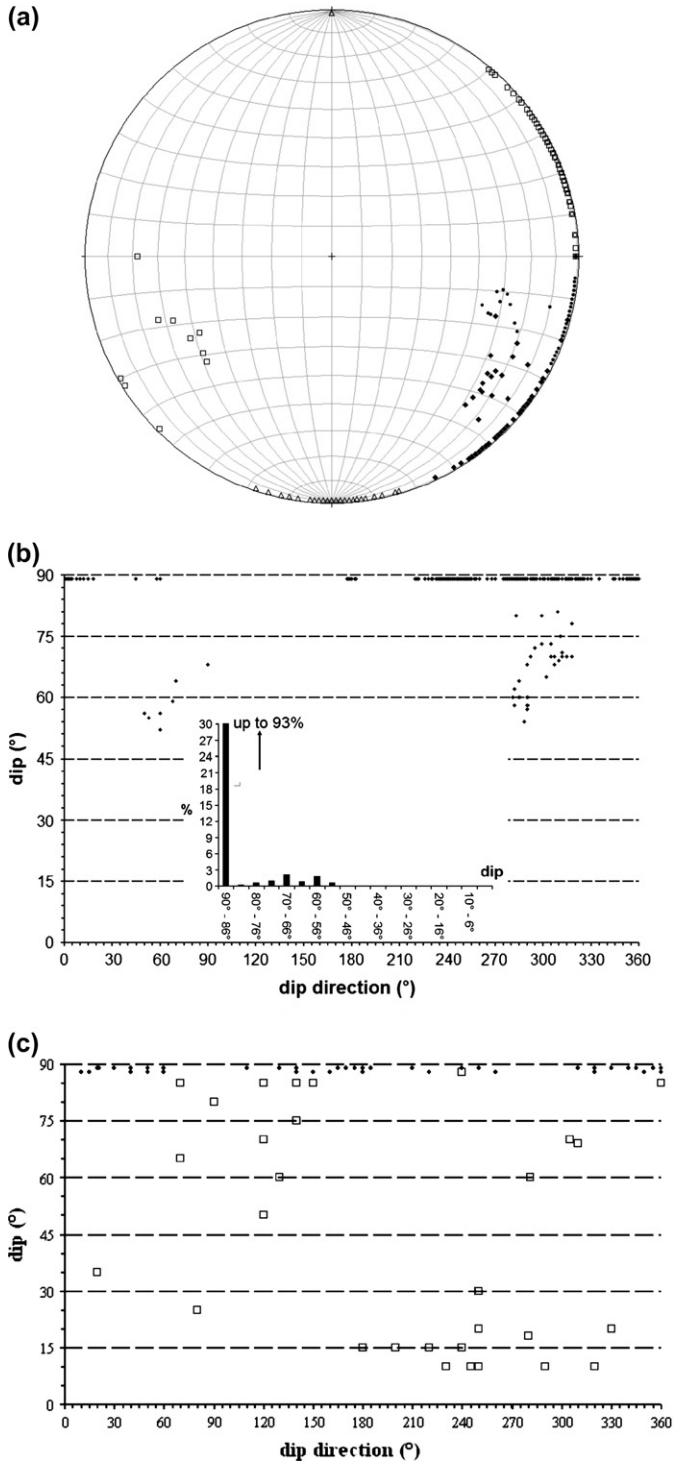 (a)
(b)
90
75
60
45
30
15
0
dip (°)
30
27
24
21
18
15
12
9
6
3
0
%
up to 93%
dip
90° - 86°
80° - 76°
70° - 66°
60° - 56°
50° - 46°
40° - 36°
30° - 26°
20° - 16°
10° - 6°
0 30 60 90 120 150 180 210 240 270 300 330 360
dip direction (°)
(c)
90
75
60
45
30
15
0
dip (°)
0 30 60 90 120 150 180 210 240 280 310 330 360
dip direction (°)